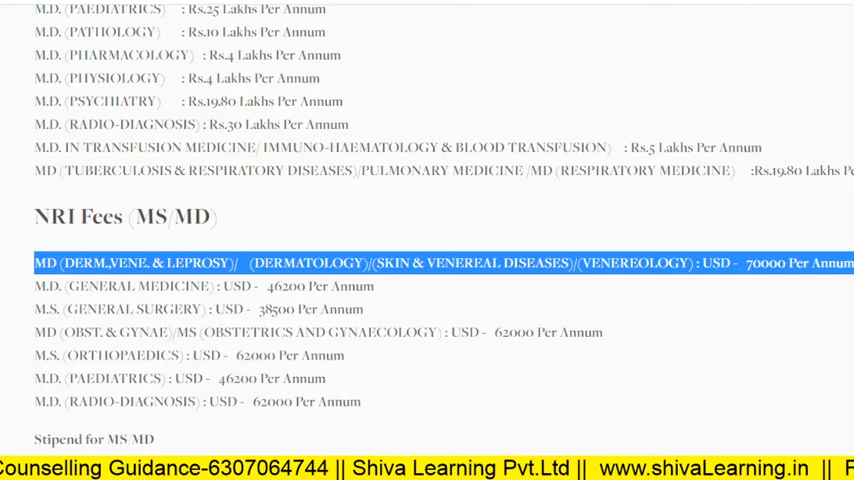 M.D. (PAEDIATRICS) : Rs.25 Lakhs Per Annum
M.D. (PATHOLOGY) : Rs.10 Lakhs Per Annum
M.D. (PHARMACOLOGY) : Rs.4 Lakhs Per Annum
M.D. (PHYSIOLOGY) : Rs.4 Lakhs Per Annum
M.D. (PSYCHIATRY) : Rs.19.80 Lakhs Per Annum
M.D. (RADIO-DIAGNOSIS) : Rs.30 Lakhs Per Annum
M.D. IN TRANSFUSION MEDICINE/ IMMUNO-HAEMATOLOGY & BLOOD TRANSFUSION) : Rs.5 Lakhs Per Annum
MD (TUBERCULOSIS & RESPIRATORY DISEASES)/PULMONARY MEDICINE /MD (RESPIRATORY MEDICINE) :Rs.19.80 Lakhs
NRI Fees (MS/MD)
MD (DERM.,VENE. & LEPROSY)/ (DERMATOLOGY)/(SKIN & VENEREAL DISEASES)/(VENEREOLOGY) : USD - 70000 Per Annum
M.D. (GENERAL MEDICINE) : USD - 46200 Per Annum
M.S. (GENERAL SURGERY) : USD - 38500 Per Annum
MD (OBST. & GYNAE)/MS (OBSTETRICS AND GYNAECOLOGY) : USD - 62000 Per Annum
M.S. (ORTHOPAEDICS) : USD - 62000 Per Annum
M.D. (PAEDIATRICS) : USD - 46200 Per Annum
M.D. (RADIO-DIAGNOSIS) : USD - 62000 Per Annum
Stipend for MS/MD
Counselling Guidance-6307064744 || Shiva Learning Pvt.Ltd || www.shivaLearning.in ||